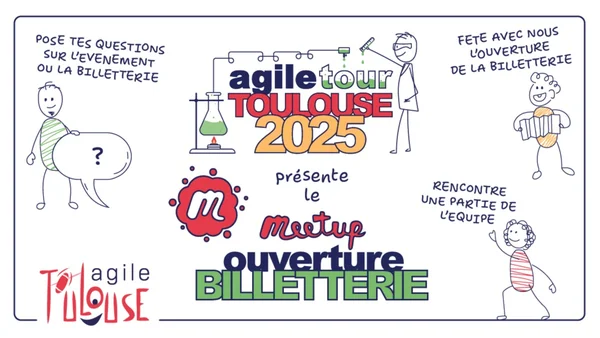 POSE TES QUESTIONS
SUR L'EVENEMENT
OU LA BILLETTERIE
?
agile tour
TOULOUSE
2025
FETE AVEC NOUS
L'OUVERTURE
DE LA BILLETTERIE
présente
le
m
meetup
ouverture
BILLETTERIE
RENCONTRE
UNE PARTIE DE
L'EQUIPE
agile
TOULOUSE